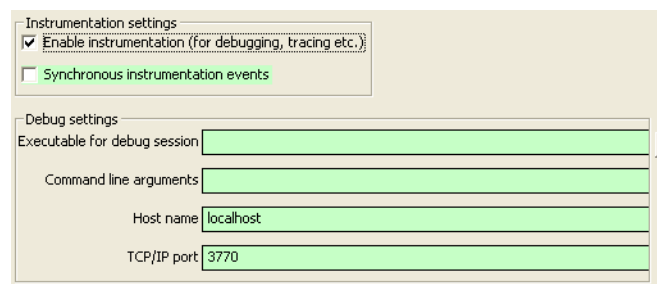 Instrumentation settings
Enable instrumentation (for debugging, tracing etc.)
Synchronous instrumentation events
Debug settings
Executable for debug session
Command line arguments
Host name localhost
TCP/IP port 3770